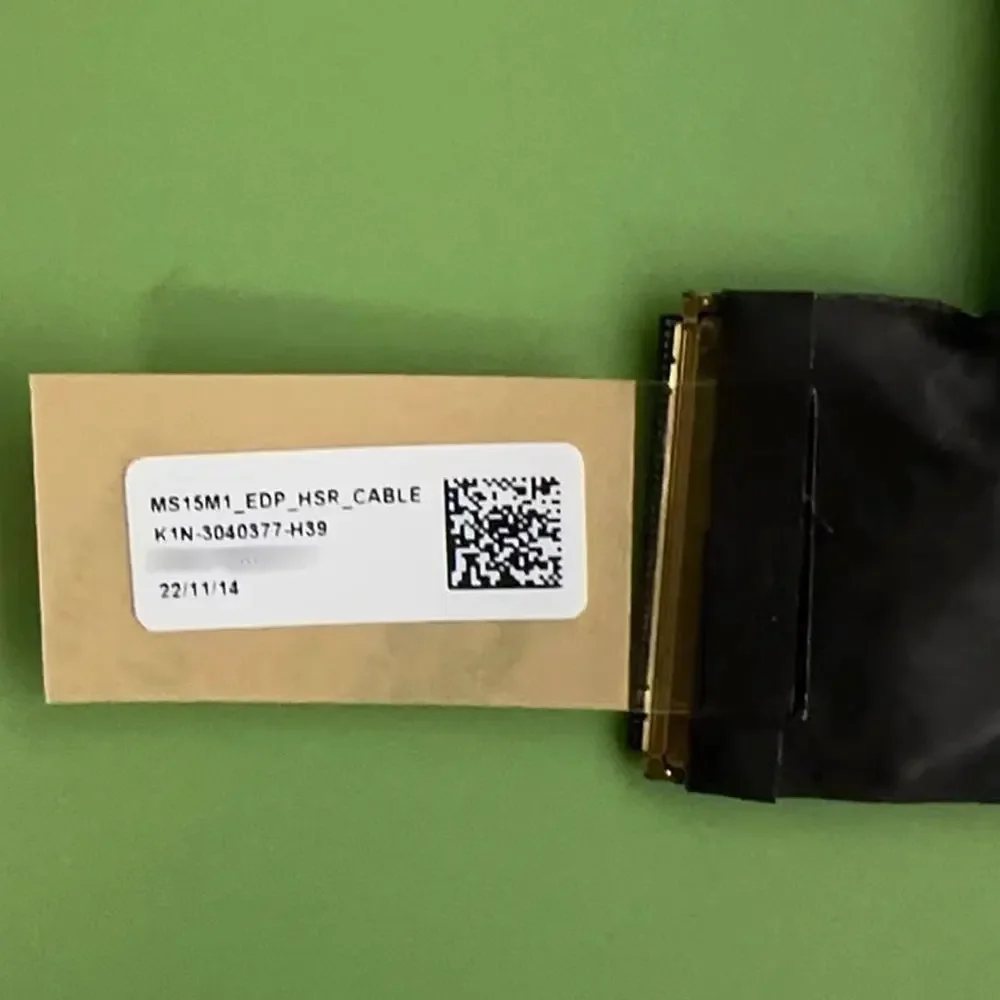 MS15M1_EDP_HSR_CABLE
K1N-3040377-H39
22/11/14